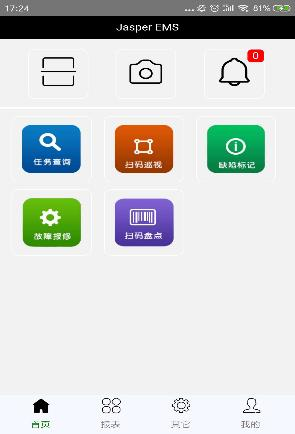 17:24
81%
Jasper EMS
0
任务查询
扫码巡视
缺陷标记
故障报修
扫码盘点
首页
报表
其它
我的